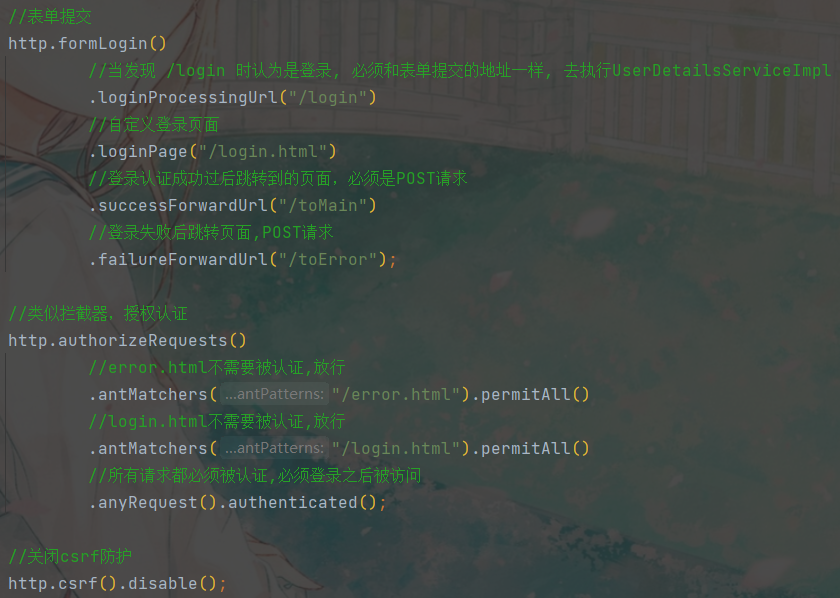 //表单提交
http.formLogin()
//当发现 /login 时认为是登录, 必须和表单提交的地址一样, 去执行UserDetailsServiceImpl
.loginProcessingUrl("/login")
//自定义登录页面
.loginPage("/login.html")
//登录认证成功过后跳转到的页面，必须是POST请求
.successForwardUrl("/toMain")
//登录失败后跳转页面,POST请求
.failureForwardUrl("/toError");
//类似拦截器，授权认证
http.authorizeRequests()
//error.html不需要被认证,放行
.antMatchers( ...antPatterns: "/error.html").permitAll()
//login.html不需要被认证,放行
.antMatchers( ...antPatterns: "/login.html").permitAll()
//所有请求都必须被认证,必须登录之后被访问
.anyRequest().authenticated();
//关闭csrf防护
http.csrf().disable();